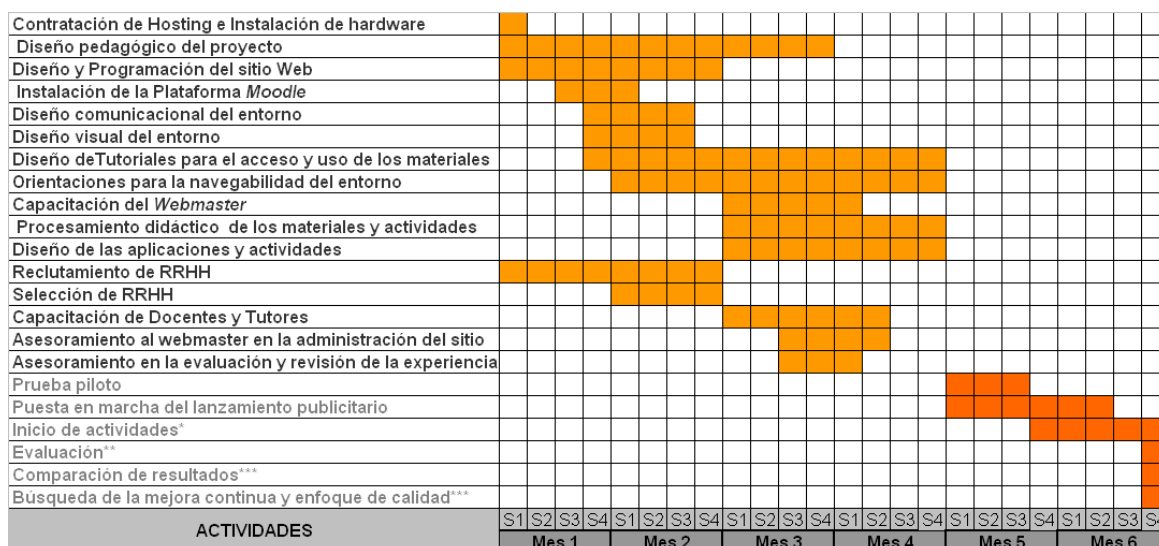 Contratación de Hosting e Instalación de hardware
Diseño pedagógico del proyecto
Diseño y Programación del sitio Web
Instalación de la Plataforma Moodle
Diseño comunicacional del entorno
Diseño visual del entorno
Diseño deTutoriales para el acceso y uso de los materiales
Orientaciones para la navegabilidad del entorno
Capacitación del Webmaster
Procesamiento didáctico de los materiales y actividades
Diseño de las aplicaciones y actividades
Reclutamiento de RRHH
Selección de RRHH
Capacitación de Docentes y Tutores
Asesoramiento al webmaster en la administración del sitio
Asesoramiento en la evaluación y revisión de la experiencia
Prueba piloto
Puesta en marcha del lanzamiento publicitario
Inicio de actividades*
Evaluación**
Comparación de resultados***
Búsqueda de la mejora continua y enfoque de calidad***
ACTIVIDADES
S1 S2 S3 S4 S1 S2 S3 S4 S1 S2 S3 S4 S1 S2 S3 S4 S1 S2 S3 S4 S1 S2 S3 S4
Mes 1 Mes 2 Mes 3 Mes 4 Mes 5 Mes 6